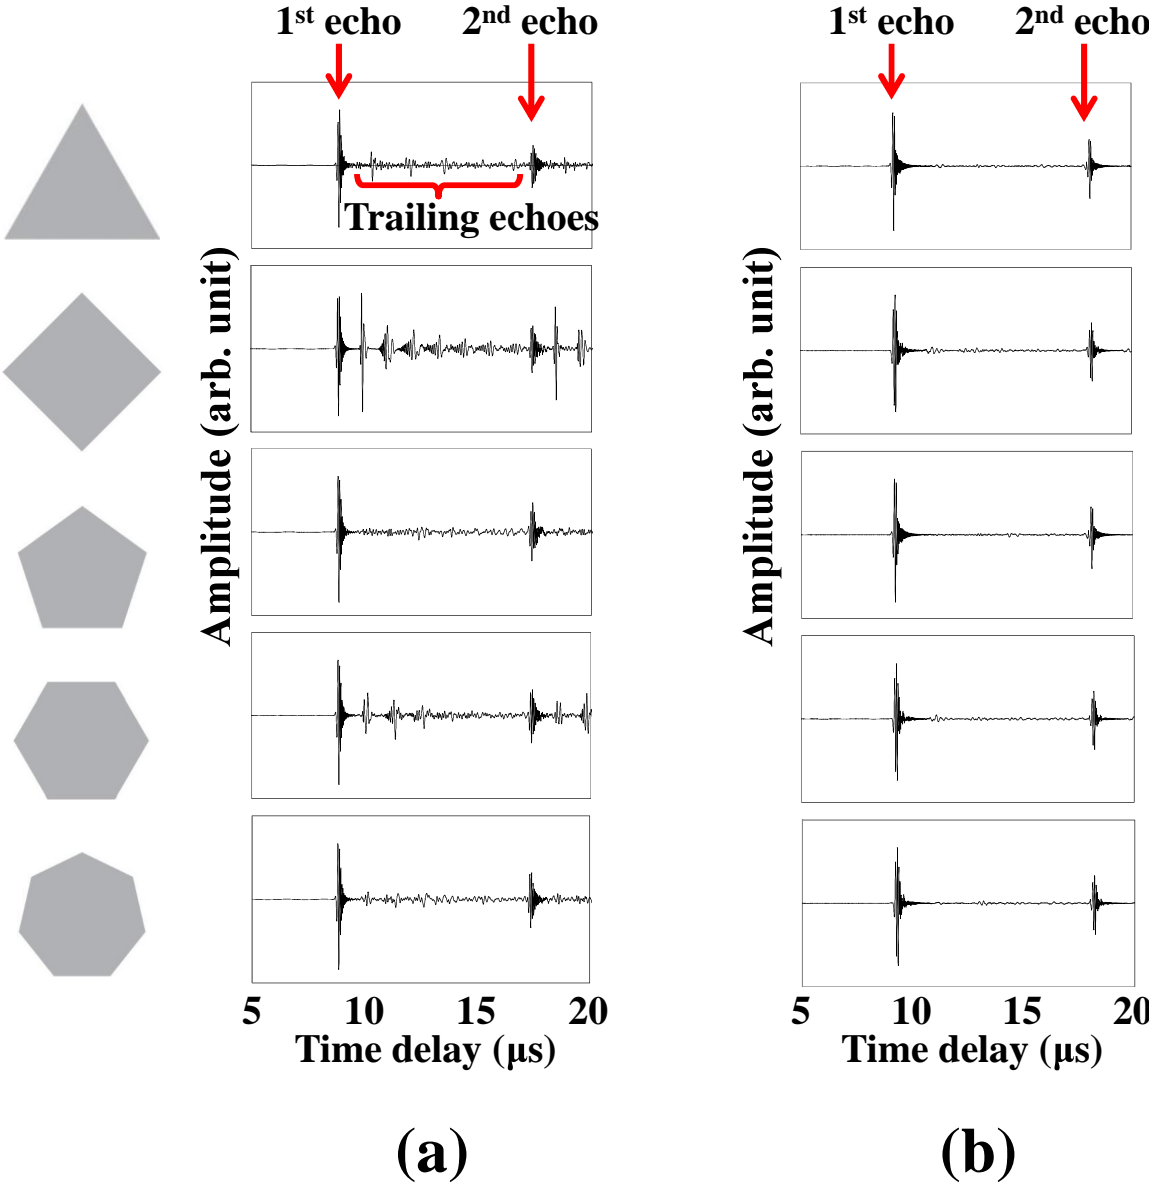 1st echo 2nd echo
Trailing echoes
Amplitude (arb. unit)
5 10 15 20
Time delay (μs)
(a)
1st echo 2nd echo
Amplitude (arb. unit)
5 10 15 20
Time delay (μs)
(b)